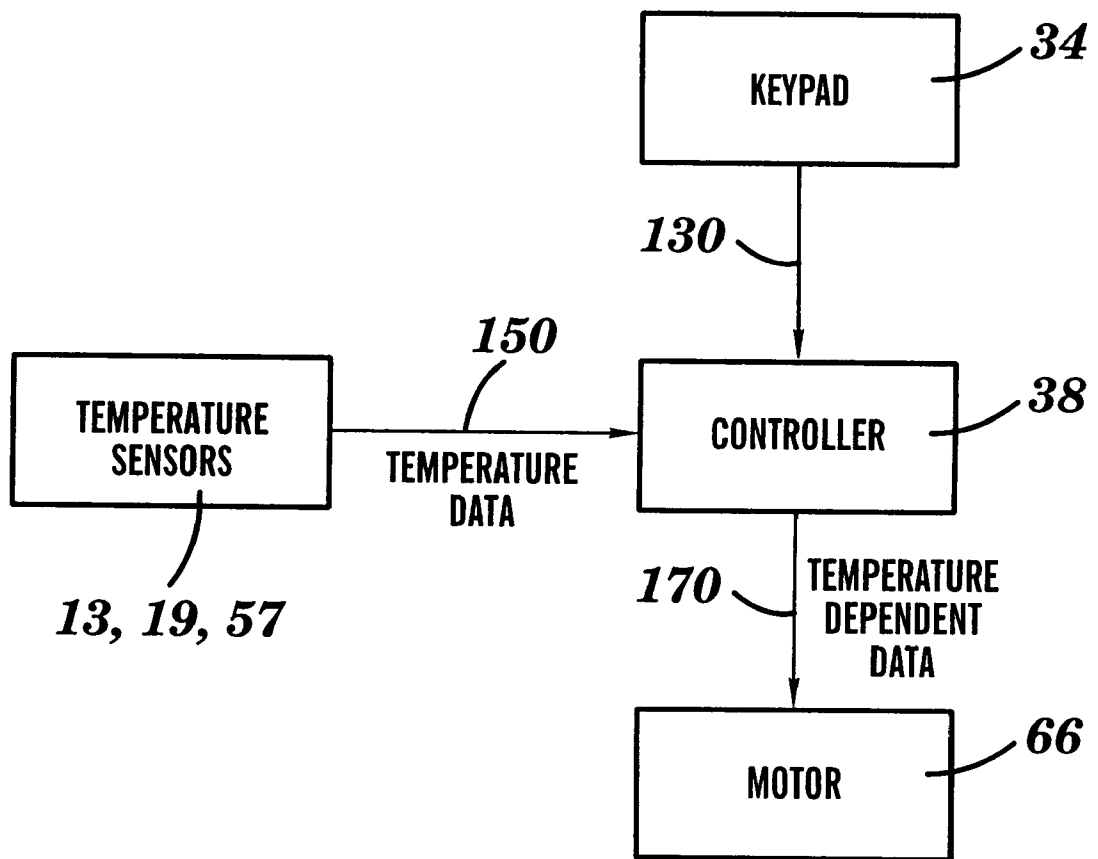 34
KEYPAD
130
150
38
TEMPERATURE
SENSORS
CONTROLLER
TEMPERATURE
DATA
13, 19, 57
170
TEMPERATURE
DEPENDENT
DATA
66
MOTOR